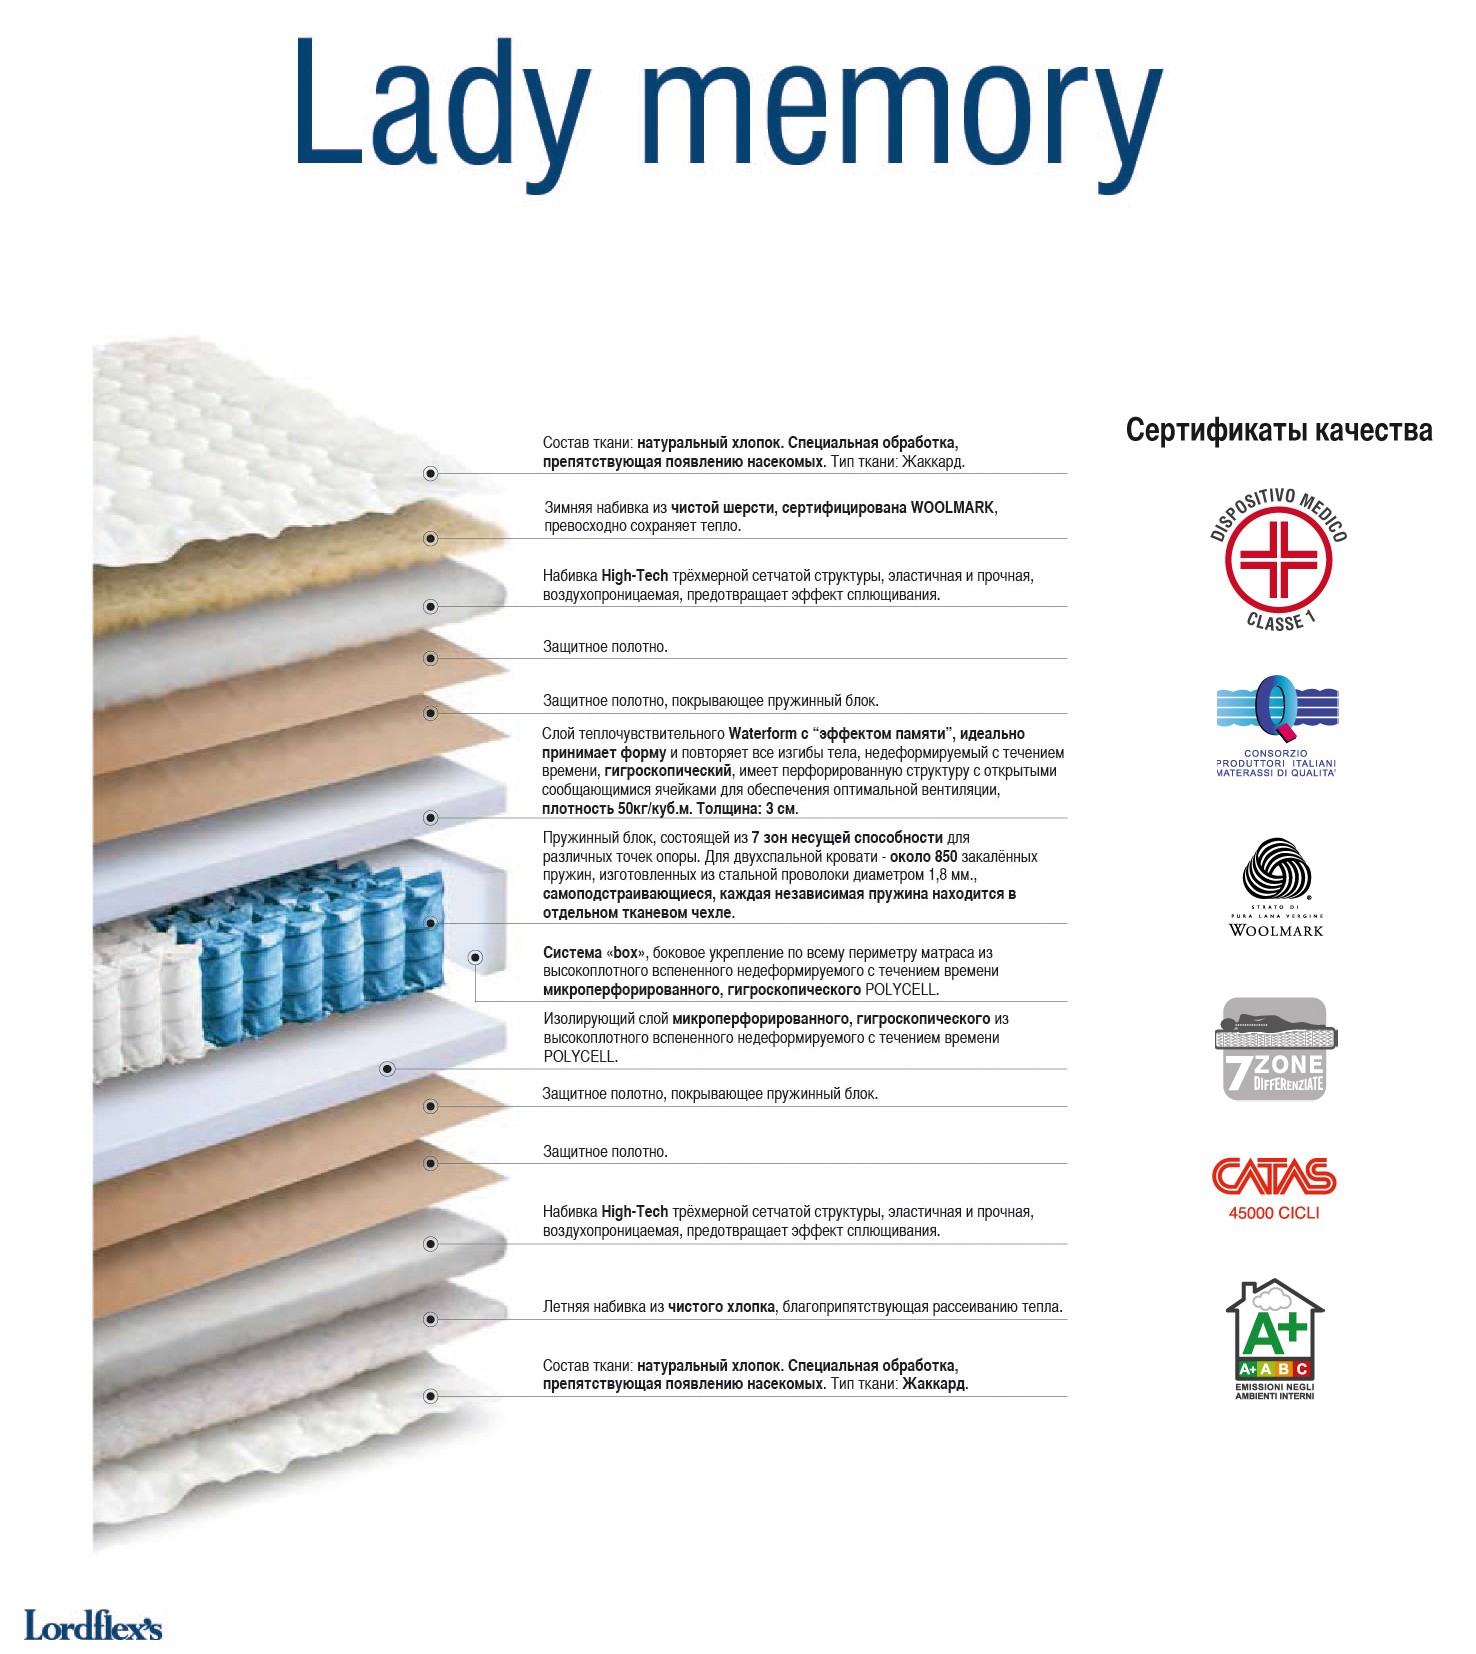 Lady memory
Состав ткани: натуральный хлопок. Специальная обработка,
препятствующая появлению насекомых. Тип ткани: Жаккард.
Зимняя набивка из чистой шерсти, сертифицирована WOOLMARK,
превосходно сохраняет тепло.
Набивка High-Tech трёхмерной сетчатой структуры, эластичная и прочная,
воздухопроницаемая, предотвращает эффект сплющивания.
Защитное полотно.
Защитное полотно, покрывающее пружинный блок.
Слой теплочувствительного Waterform с “эффектом памяти”, идеально
принимает форму и повторяет все изгибы тела, недеформируемый с течением
времени, гигроскопический, имеет перфорированную структуру с открытыми
сообщающимися ячейками для обеспечения оптимальной вентиляции,
плотность 50кг/куб.м. Толщина: 3 см.
Пружинный блок, состоящей из 7 зон несущей способности для
различных точек опоры. Для двухспальной кровати - около 850 закалённых
пружин, изготовленных из стальной проволоки диаметром 1,8 мм.,
самоподстраивающиеся, каждая независимая пружина находится в
отдельном тканевом чехле.
Система «box», боковое укрепление по всему периметру матраса из
высокоплотного вспененного недеформируемого с течением времени
микроперфорированного, гигроскопического POLYCELL.
Изолирующий слой микроперфорированного, гигроскопического из
высокоплотного вспененного недеформируемого с течением времени
POLYCELL.
Защитное полотно, покрывающее пружинный блок.
Защитное полотно.
Набивка High-Tech трёхмерной сетчатой структуры, эластичная и прочная,
воздухопроницаемая, предотвращает эффект сплющивания.
Летняя набивка из чистого хлопка, благоприпятствующая рассеиванию тепла.
Состав ткани: натуральный хлопок. Специальная обработка,
препятствующая появлению насекомых. Тип ткани: Жаккард.
Сертификаты качества
DISPOSITIVO MEDICO
CLASSE 1
Q
CONSORZIO
PRODUTTORI ITALIANI
MATERASSI DI QUALITA'
STRATO DI
PURA LANA VERGINE
WOOLMARK
7 ZONE
DIFFERENZIATE
CATAS
45000 CICLI
A+
A+ A B C
EMISSIONI NEGLI
AMBIENTI INTERNI
Lordflex's